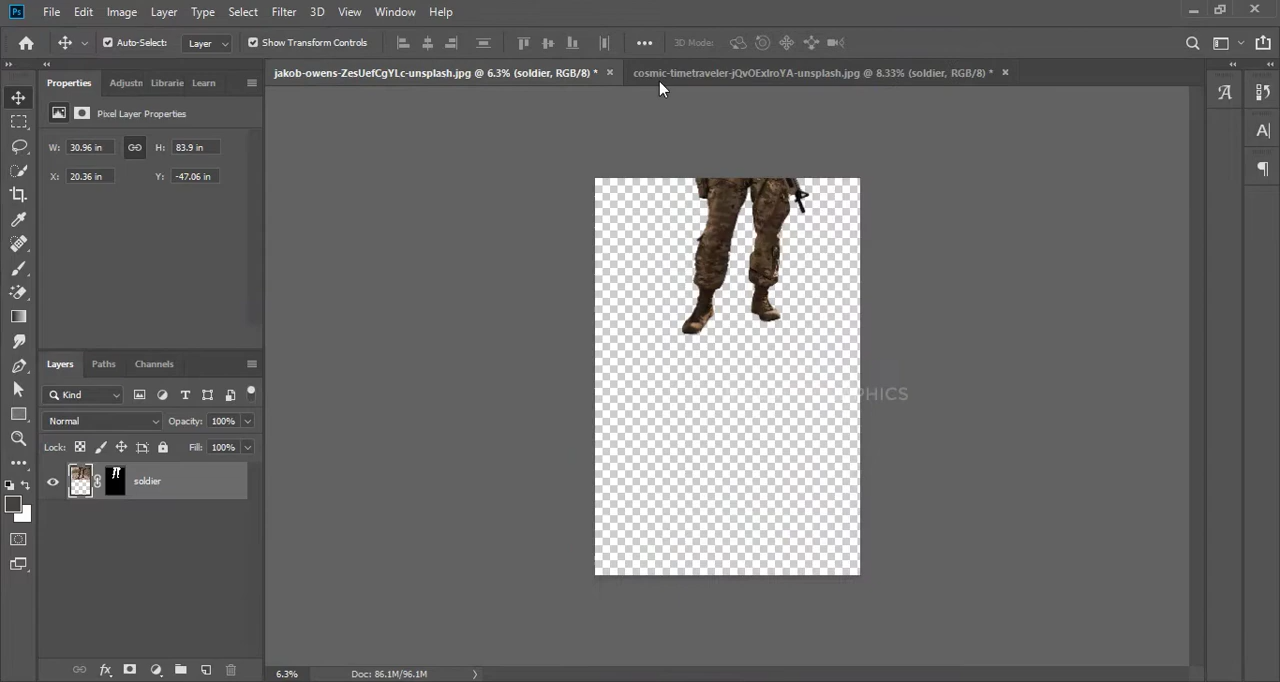 Ps File Edit Image Layer Type Select Filter 3D View Window Help
Auto-Select: Layer Show Transform Controls 3D Mode:
jakob-owens-ZesUefCgYLc-unsplash.jpg @ 6.3% (soldier, RGB/8) * × cosmic-timetraveler-jQvOExlroYA-unsplash.jpg @ 8.33% (soldier, RGB/8) * ×
Properties Adjustn Librarie Learn
Pixel Layer Properties
W: 30.96 in H: 83.9 in
X: 20.36 in Y: -47.06 in
Layers Paths Channels
Kind
PHICS
Normal Opacity: 100%
Lock: Fill: 100%
soldier
fx
6.3% Doc: 86.1M/96.1M